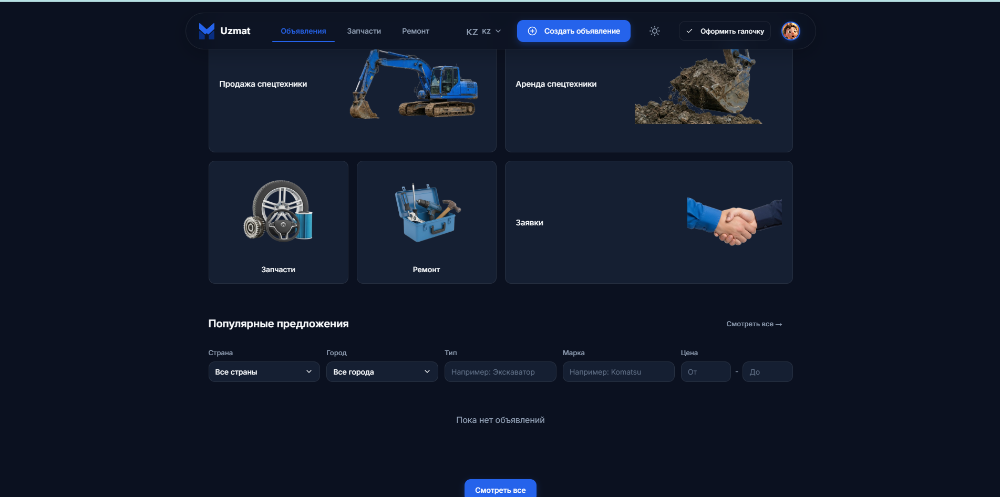 Uzmat
Объявления
Запчасти
Ремонт
KZ KZ
Создать объявление
Оформить галочку
Продажа спецтехники
Аренда спецтехники
Запчасти
Ремонт
Заявки
Популярные предложения
Смотреть все →
Страна
Город
Тип
Марка
Цена
Все страны
Все города
Например: Экскаватор
Например: Komatsu
От
-
До
Пока нет объявлений
Смотреть все